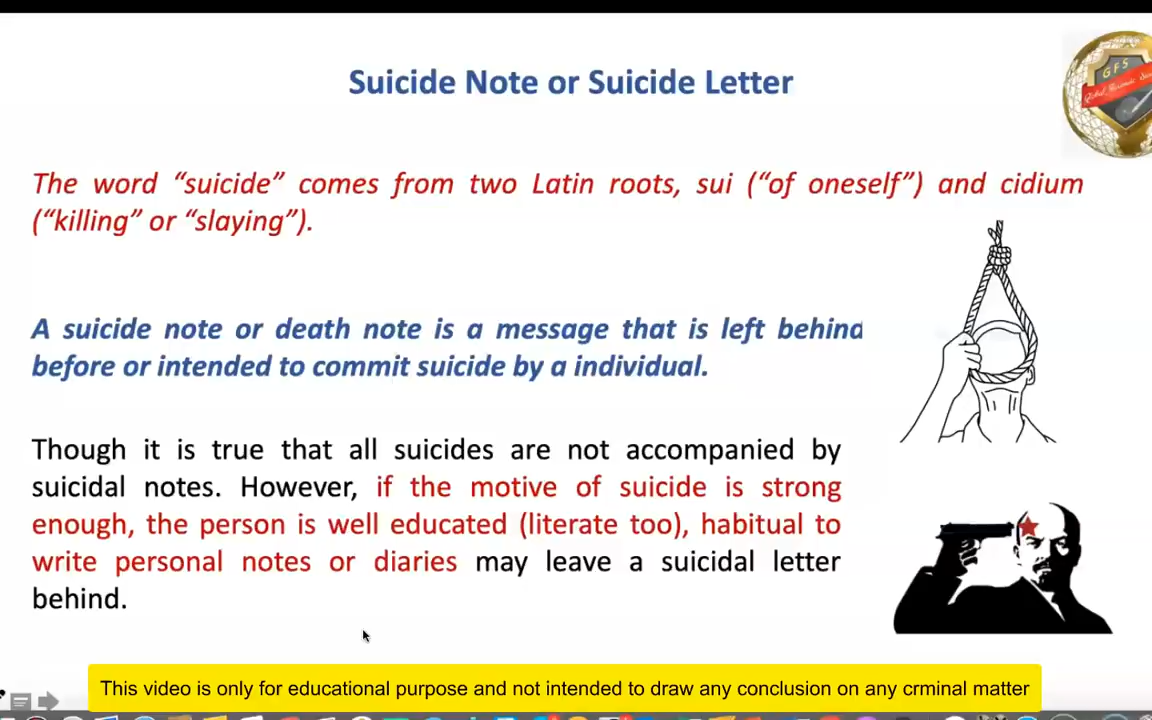 Suicide Note or Suicide Letter
GFS
The word “suicide” comes from two Latin roots, sui (“of oneself”) and cidium
(“killing” or “slaying”).
A suicide note or death note is a message that is left behind
before or intended to commit suicide by a individual.
Though it is true that all suicides are not accompanied by
suicidal notes. However, if the motive of suicide is strong
enough, the person is well educated (literate too), habitual to
write personal notes or diaries may leave a suicidal letter
behind.
This video is only for educational purpose and not intended to draw any conclusion on any crminal matter